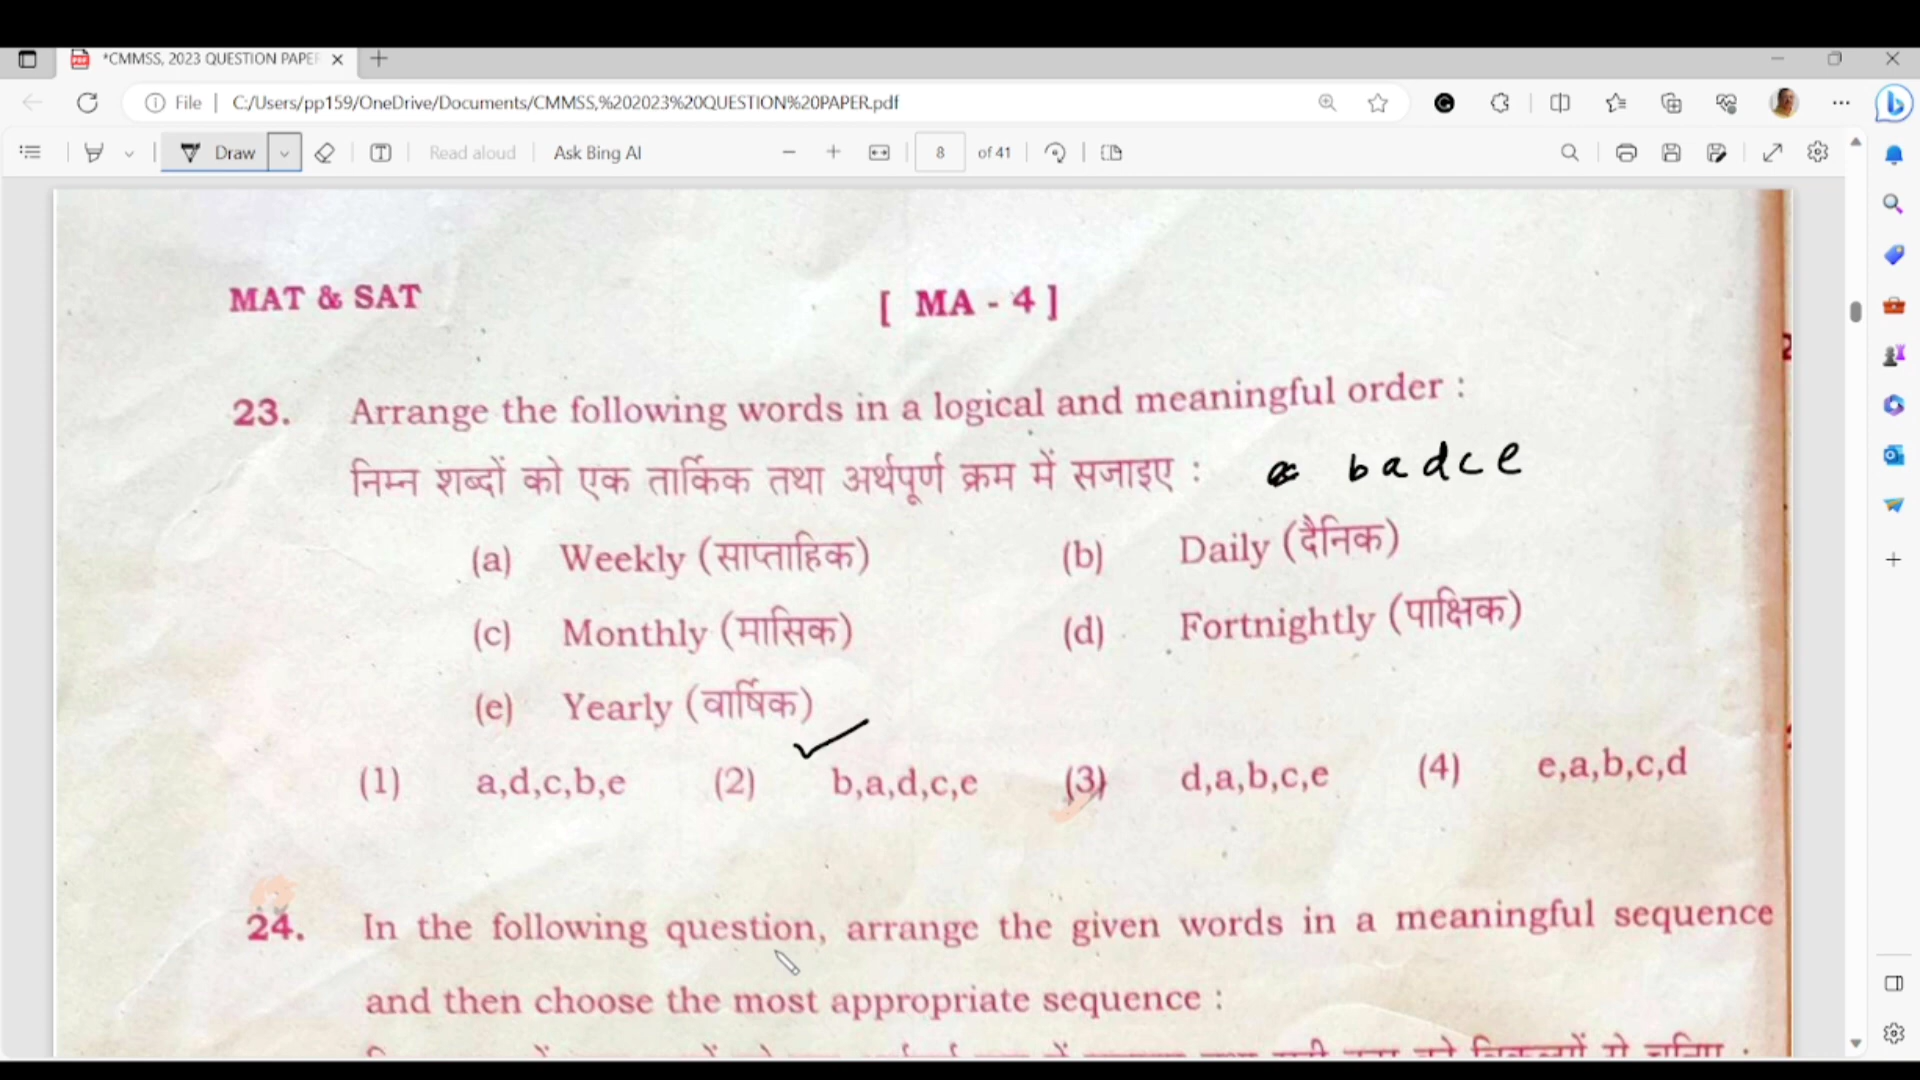 *CMMSS, 2023 QUESTION PAPER
File | C:/Users/pp159/OneDrive/Documents/CMMSS,%202023%20QUESTION%20PAPER.pdf
Draw Read aloud Ask Bing AI 8 of 41
MAT & SAT [ MA - 4 ]
23. Arrange the following words in a logical and meaningful order :
निम्न शब्दों को एक तार्किक तथा अर्थपूर्ण क्रम में सजाइए : b a d c e
(a) Weekly (साप्ताहिक) (b) Daily (दैनिक)
(c) Monthly (मासिक) (d) Fortnightly (पाक्षिक)
(e) Yearly (वार्षिक)
(1) a,d,c,b,e (2) b,a,d,c,e (3) d,a,b,c,e (4) e,a,b,c,d
24. In the following question, arrange the given words in a meaningful sequence
and then choose the most appropriate sequence :